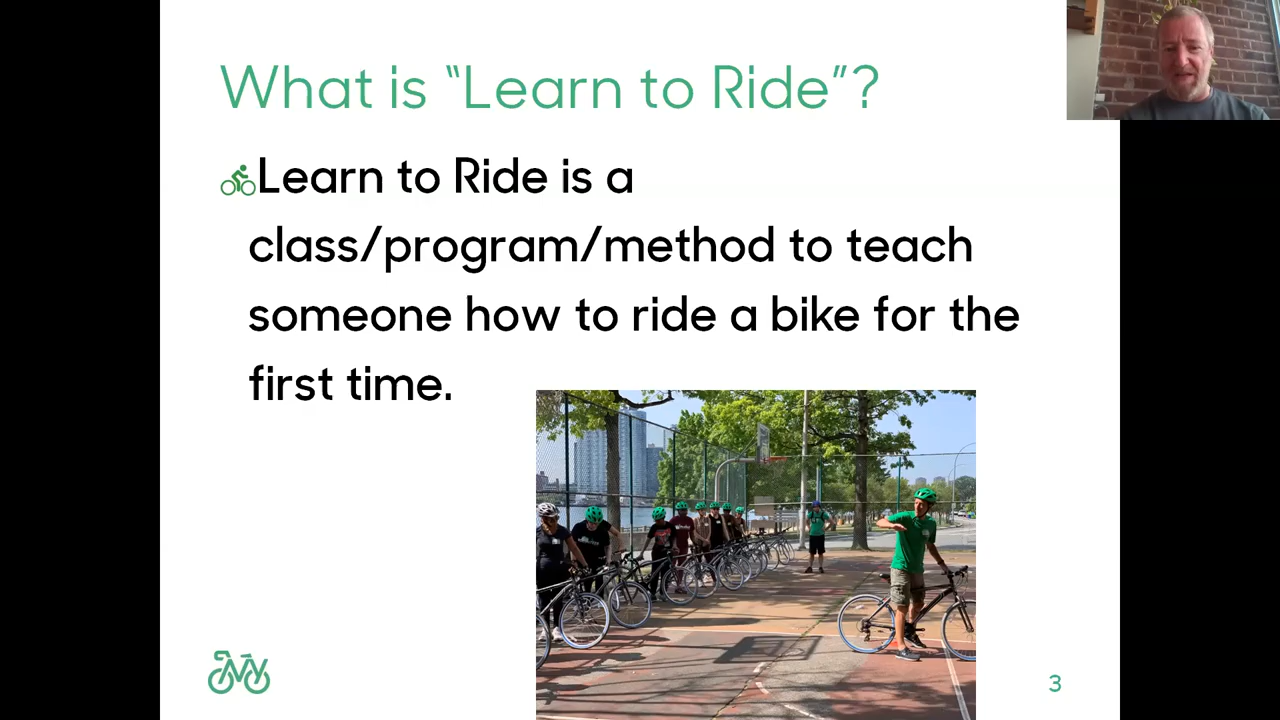 What is “Learn to Ride”?
Learn to Ride is a
class/program/method to teach
someone how to ride a bike for the
first time.
3